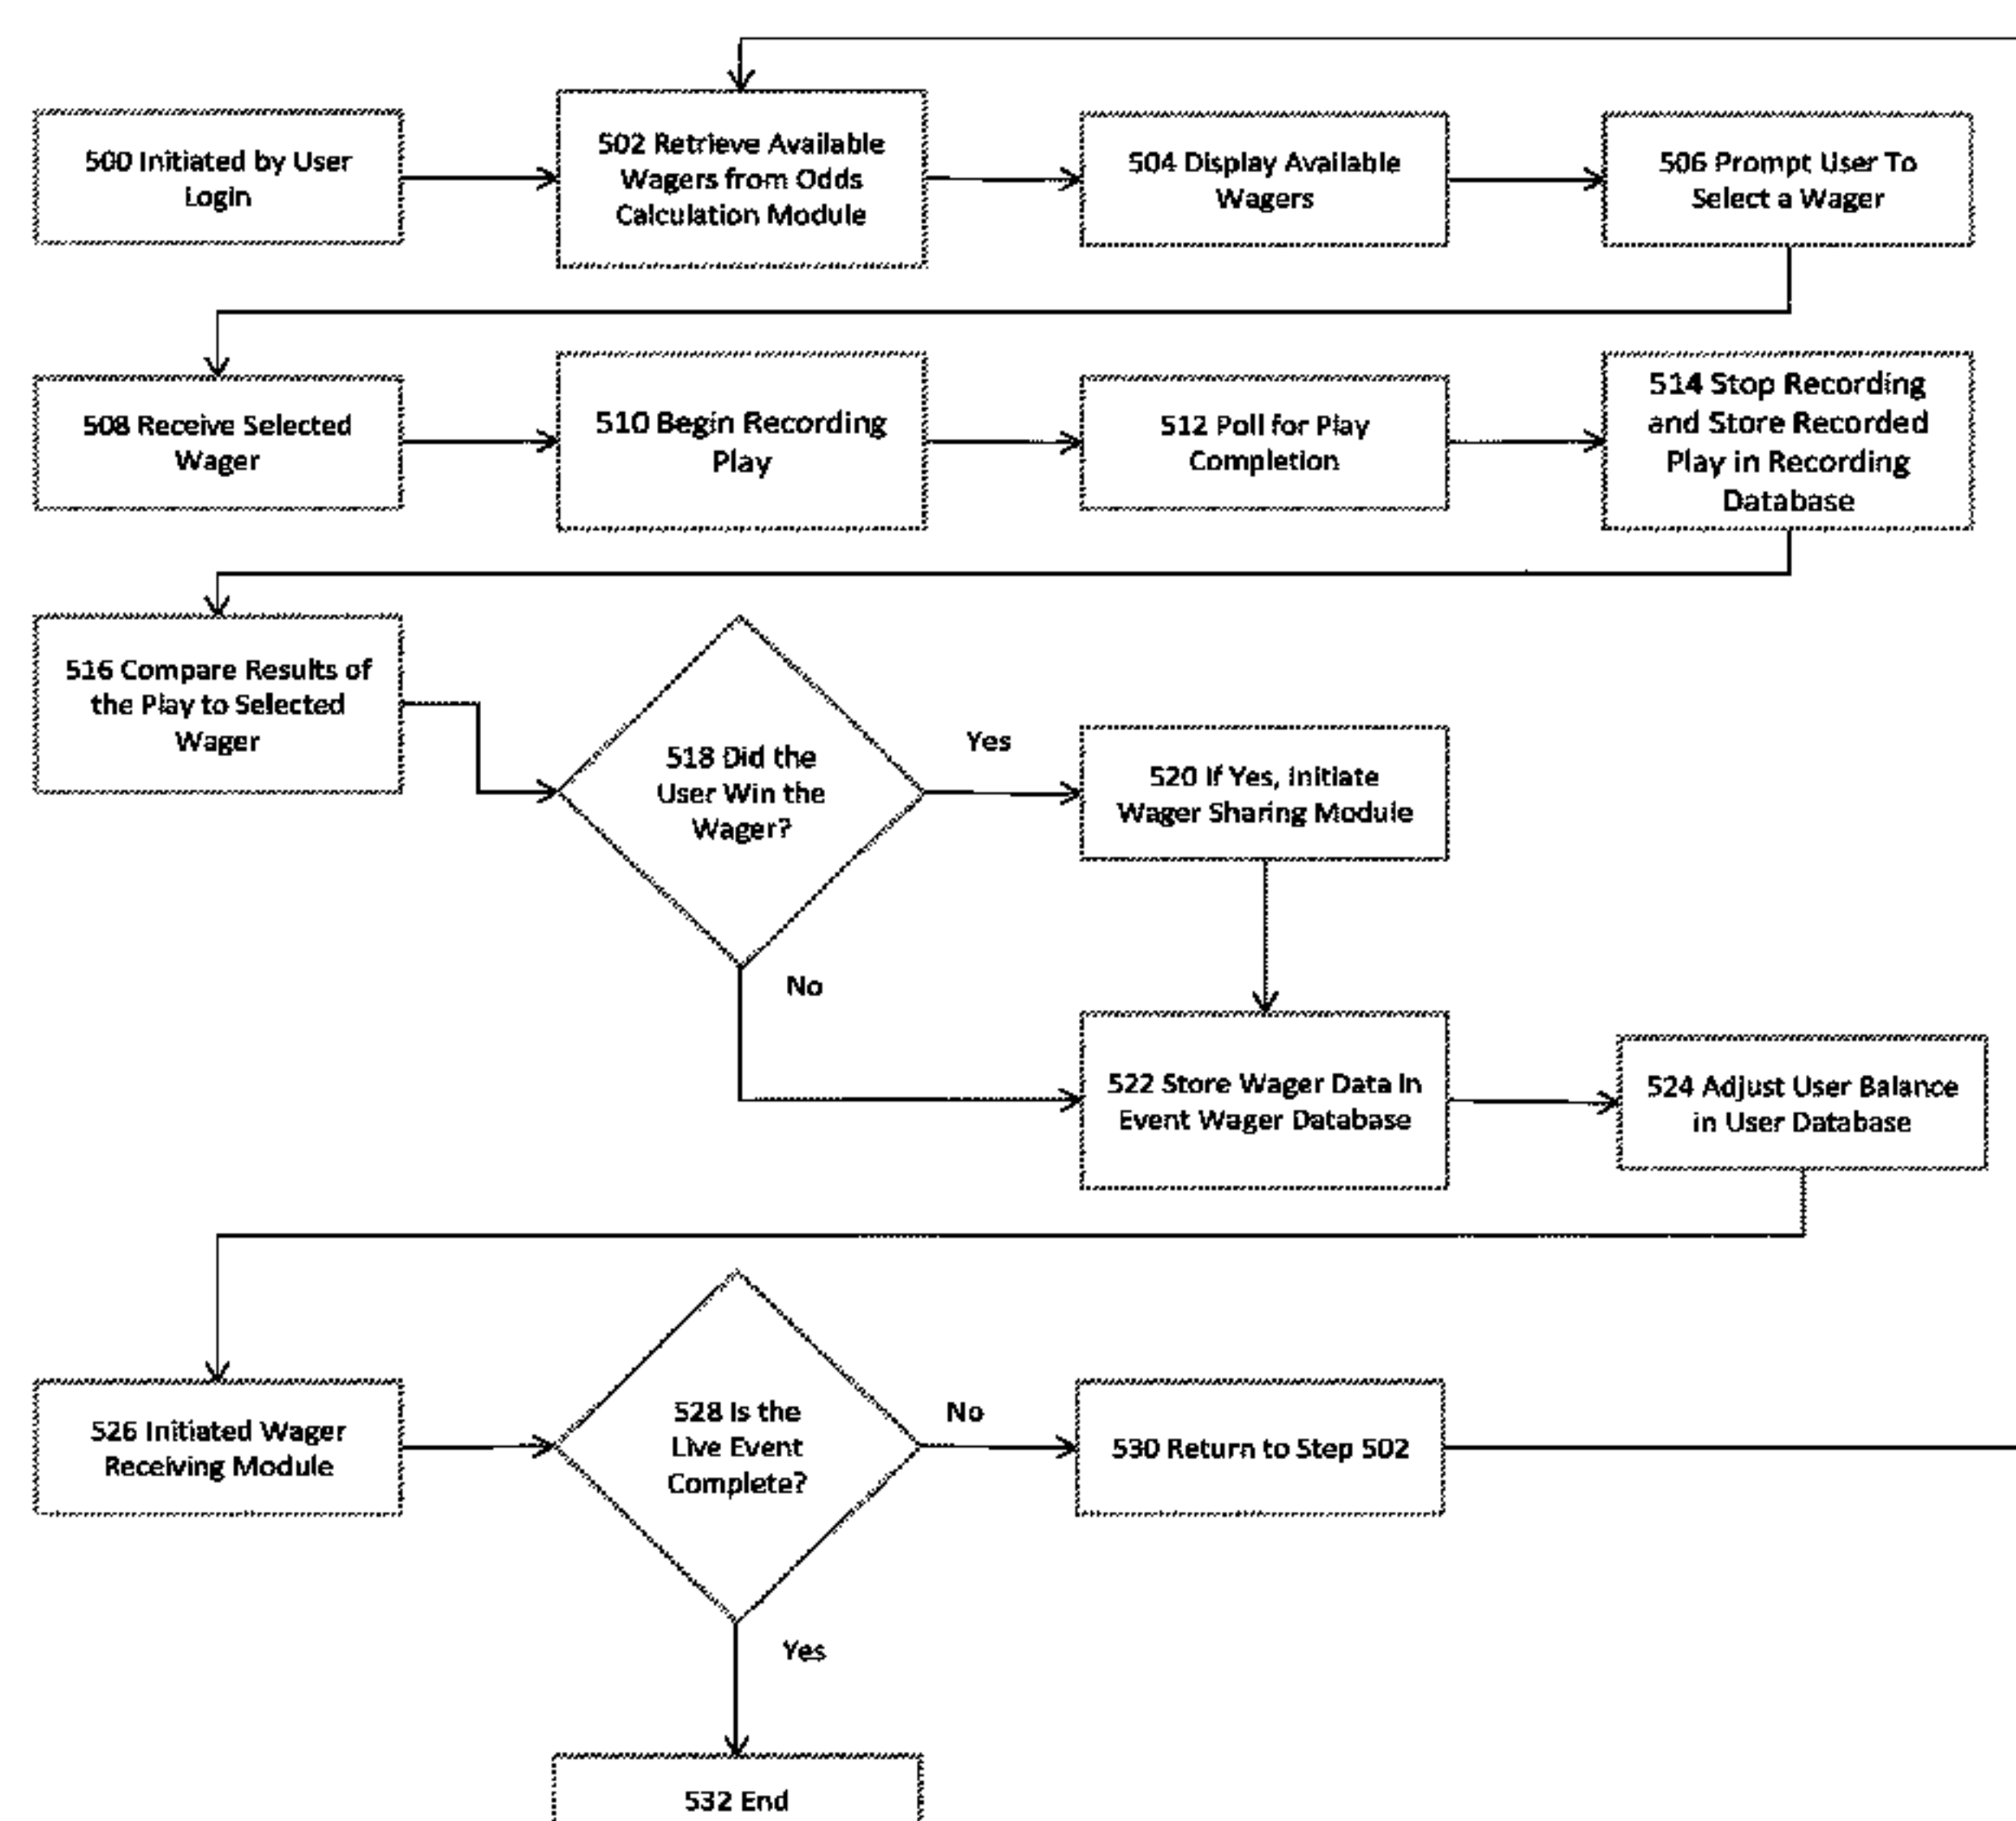 500 Initiated by User
Login
502 Retrieve Available
Wagers from Odds
Calculation Module
504 Display Available
Wagers
506 Prompt User To
Select a Wager
508 Receive Selected
Wager
510 Begin Recording
Play
512 Poll for Play
Completion
514 Stop Recording
and Store Recorded
Play in Recording
Database
516 Compare Results of
the Play to Selected
Wager
518 Did the
User Win the
Wager?
Yes
520 If Yes, Initiate
Wager Sharing Module
No
522 Store Wager Data In
Event Wager Database
524 Adjust User Balance
in User Database
526 Initiated Wager
Receiving Module
528 Is the
Live Event
Complete?
No
530 Return to Step 502
Yes
532 End